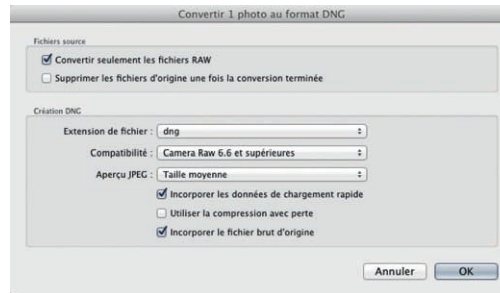 Convertir 1 photo au format DNG
Fichiers source
Convertir seulement les fichiers RAW
Supprimer les fichiers d'origine une fois la conversion terminée
Création DNG
Extension de fichier : dng
Compatibilité : Camera Raw 6.6 et supérieures
Aperçu JPEG : Taille moyenne
Incorporer les données de chargement rapide
Utiliser la compression avec perte
Incorporer le fichier brut d'origine
Annuler OK